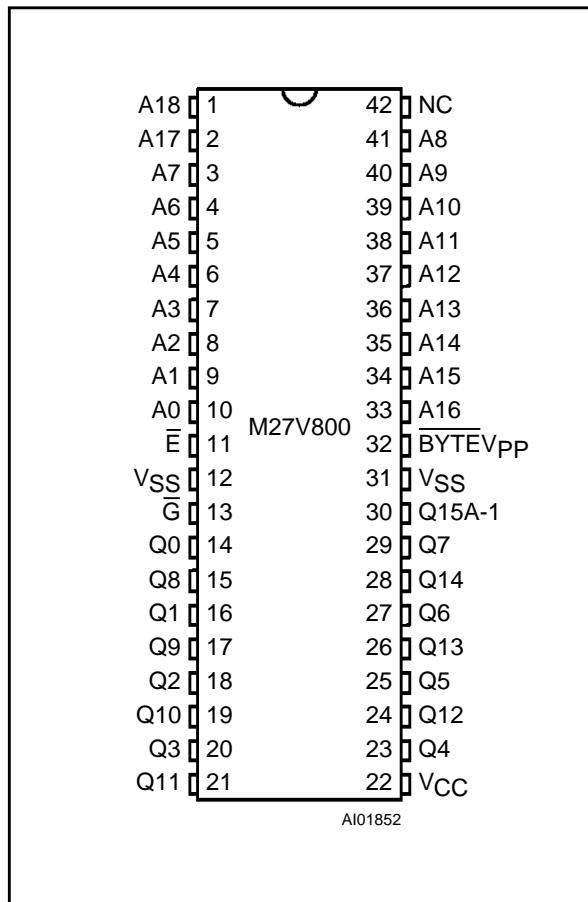 A18 1 42 NC
A17 2 41 A8
A7 3 40 A9
A6 4 39 A10
A5 5 38 A11
A4 6 37 A12
A3 7 36 A13
A2 8 35 A14
A1 9 34 A15
A0 10 33 A16
M27V800
E̅ 11 32 B̅Y̅T̅E̅VPP
VSS 12 31 VSS
G̅ 13 30 Q15A-1
Q0 14 29 Q7
Q8 15 28 Q14
Q1 16 27 Q6
Q9 17 26 Q13
Q2 18 25 Q5
Q10 19 24 Q12
Q3 20 23 Q4
Q11 21 22 VCC
AI01852